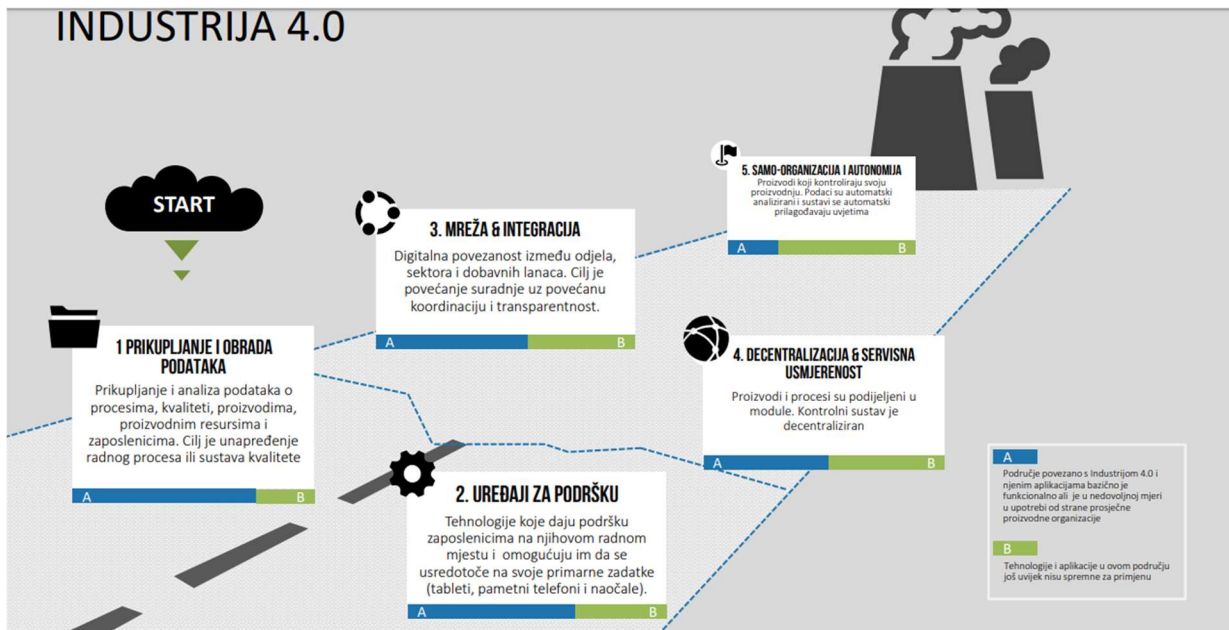 INDUSTRIJA 4.0
START
1 PRIKUPLJANJE I OBRADA
PODATAKA
Prikupljanje i analiza podataka o
procesima, kvaliteti, proizvodima,
proizvodnim resursima i
zaposlenicima. Cilj je unapređenje
radnog procesa ili sustava kvalitete
A
B
2. UREĐAJI ZA PODRŠKU
Tehnologije koje daju podršku
zaposlenicima na njihovom radnom
mjestu i omogućuju im da se
usredotoče na svoje primarne zadatke
(tableti, pametni telefoni i naočale).
A
B
3. MREŽA & INTEGRACIJA
Digitalna povezanost između odjela,
sektora i dobavnih lanaca. Cilj je
povećanje suradnje uz povećanu
koordinaciju i transparentnost.
A
B
4. DECENTRALIZACIJA & SERVISNA
USMJERENOST
Proizvodi i procesi su podijeljeni u
module. Kontrolni sustav je
decentraliziran
A
B
5. SAMO-ORGANIZACIJA I AUTONOMIJA
Proizvodi koji kontroliraju svoju
proizvodnju. Podaci su automatski
analizirani i sustavi se automatski
prilagođavaju uvjetima
A
B
A
Područje povezano s Industrijom 4.0 i
njenim aplikacijama bazično je
funkcionalno ali je u nedovoljnoj mjeri
u upotrebi od strane prosječne
proizvodne organizacije
B
Tehnologije i aplikacije u ovom području
još uvijek nisu spremne za primjenu